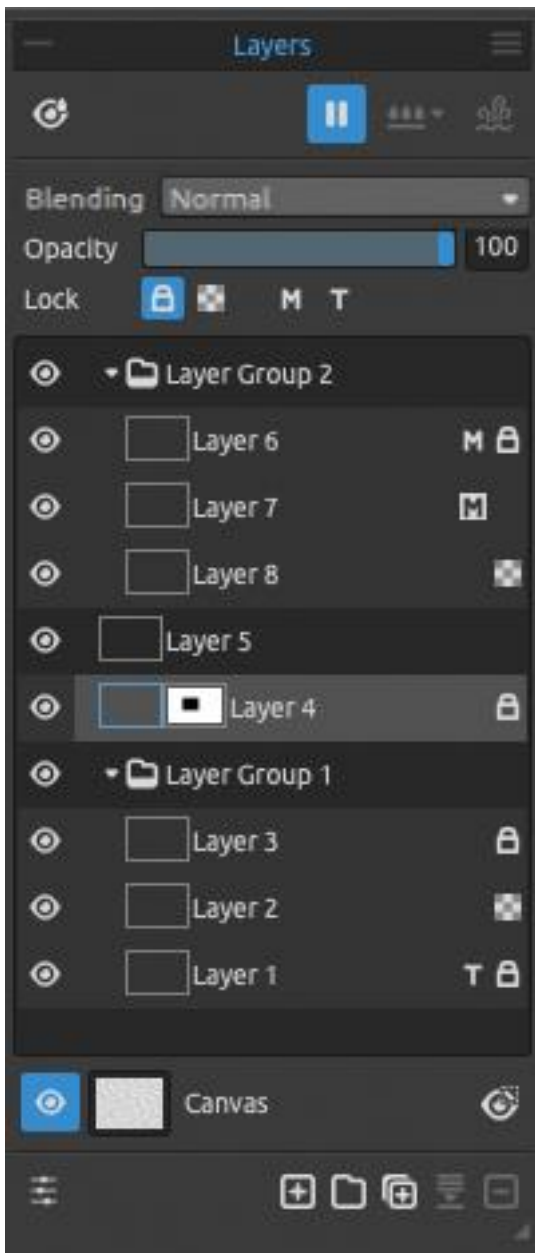 Layers
Blending Normal
Opacity 100
Lock M T
Layer Group 2
Layer 6 M
Layer 7 M
Layer 8
Layer 5
Layer 4
Layer Group 1
Layer 3
Layer 2
Layer 1 T
Canvas